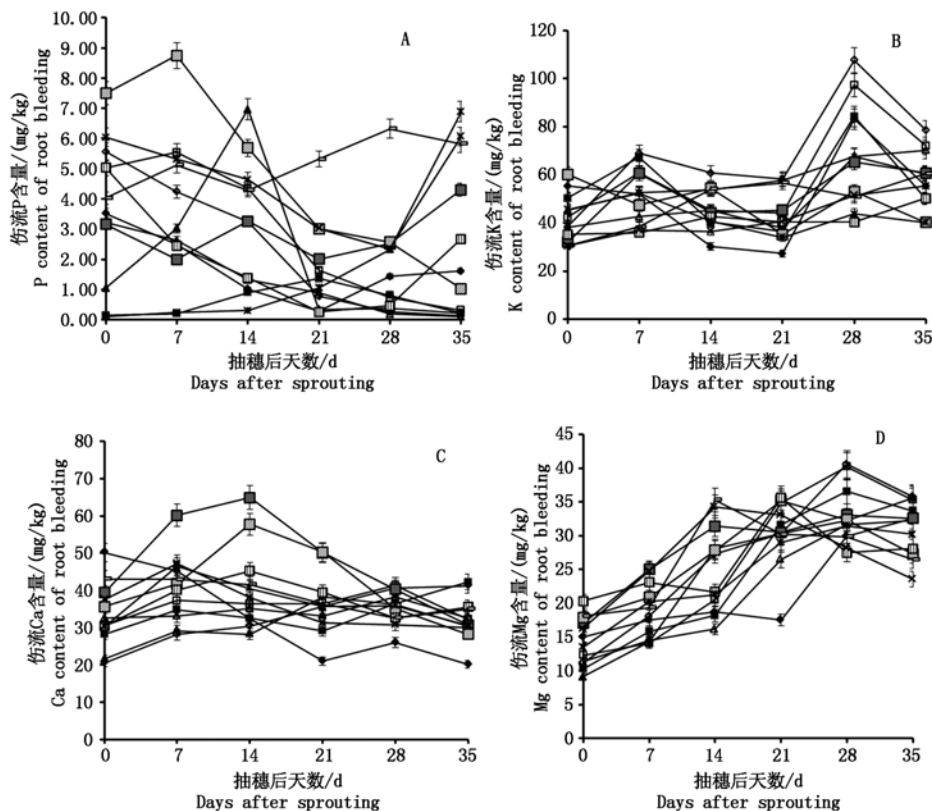 A
伤流P含量/(mg/kg)
P content of root bleeding
10.00
9.00
8.00
7.00
6.00
5.00
4.00
3.00
2.00
1.00
0.00
0 7 14 21 28 35
抽穗后天数/d
Days after sprouting
B
伤流K含量/(mg/kg)
K content of root bleeding
120
100
80
60
40
20
0
0 7 14 21 28 35
抽穗后天数/d
Days after sprouting
C
伤流Ca含量/(mg/kg)
Ca content of root bleeding
80
70
60
50
40
30
20
10
0
0 7 14 21 28 35
抽穗后天数/d
Days after sprouting
D
伤流Mg含量/(mg/kg)
Mg content of root bleeding
45
40
35
30
25
20
15
10
5
0
0 7 14 21 28 35
抽穗后天数/d
Days after sprouting